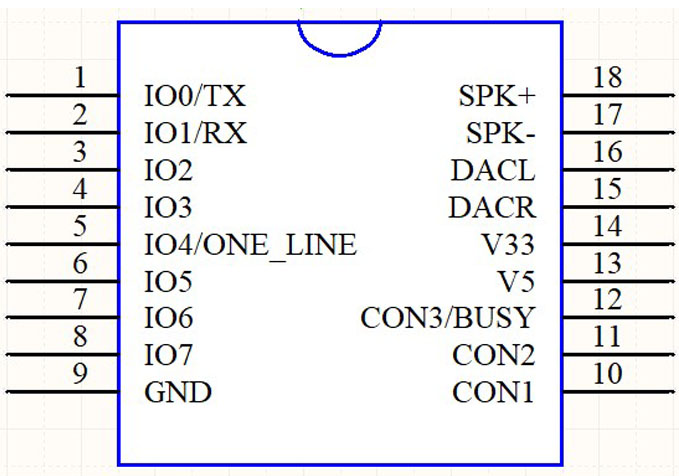 1 IO0/TX SPK+ 18
2 IO1/RX SPK- 17
3 IO2 DACL 16
4 IO3 DACR 15
5 IO4/ONE_LINE V33 14
6 IO5 V5 13
7 IO6 CON3/BUSY 12
8 IO7 CON2 11
9 GND CON1 10